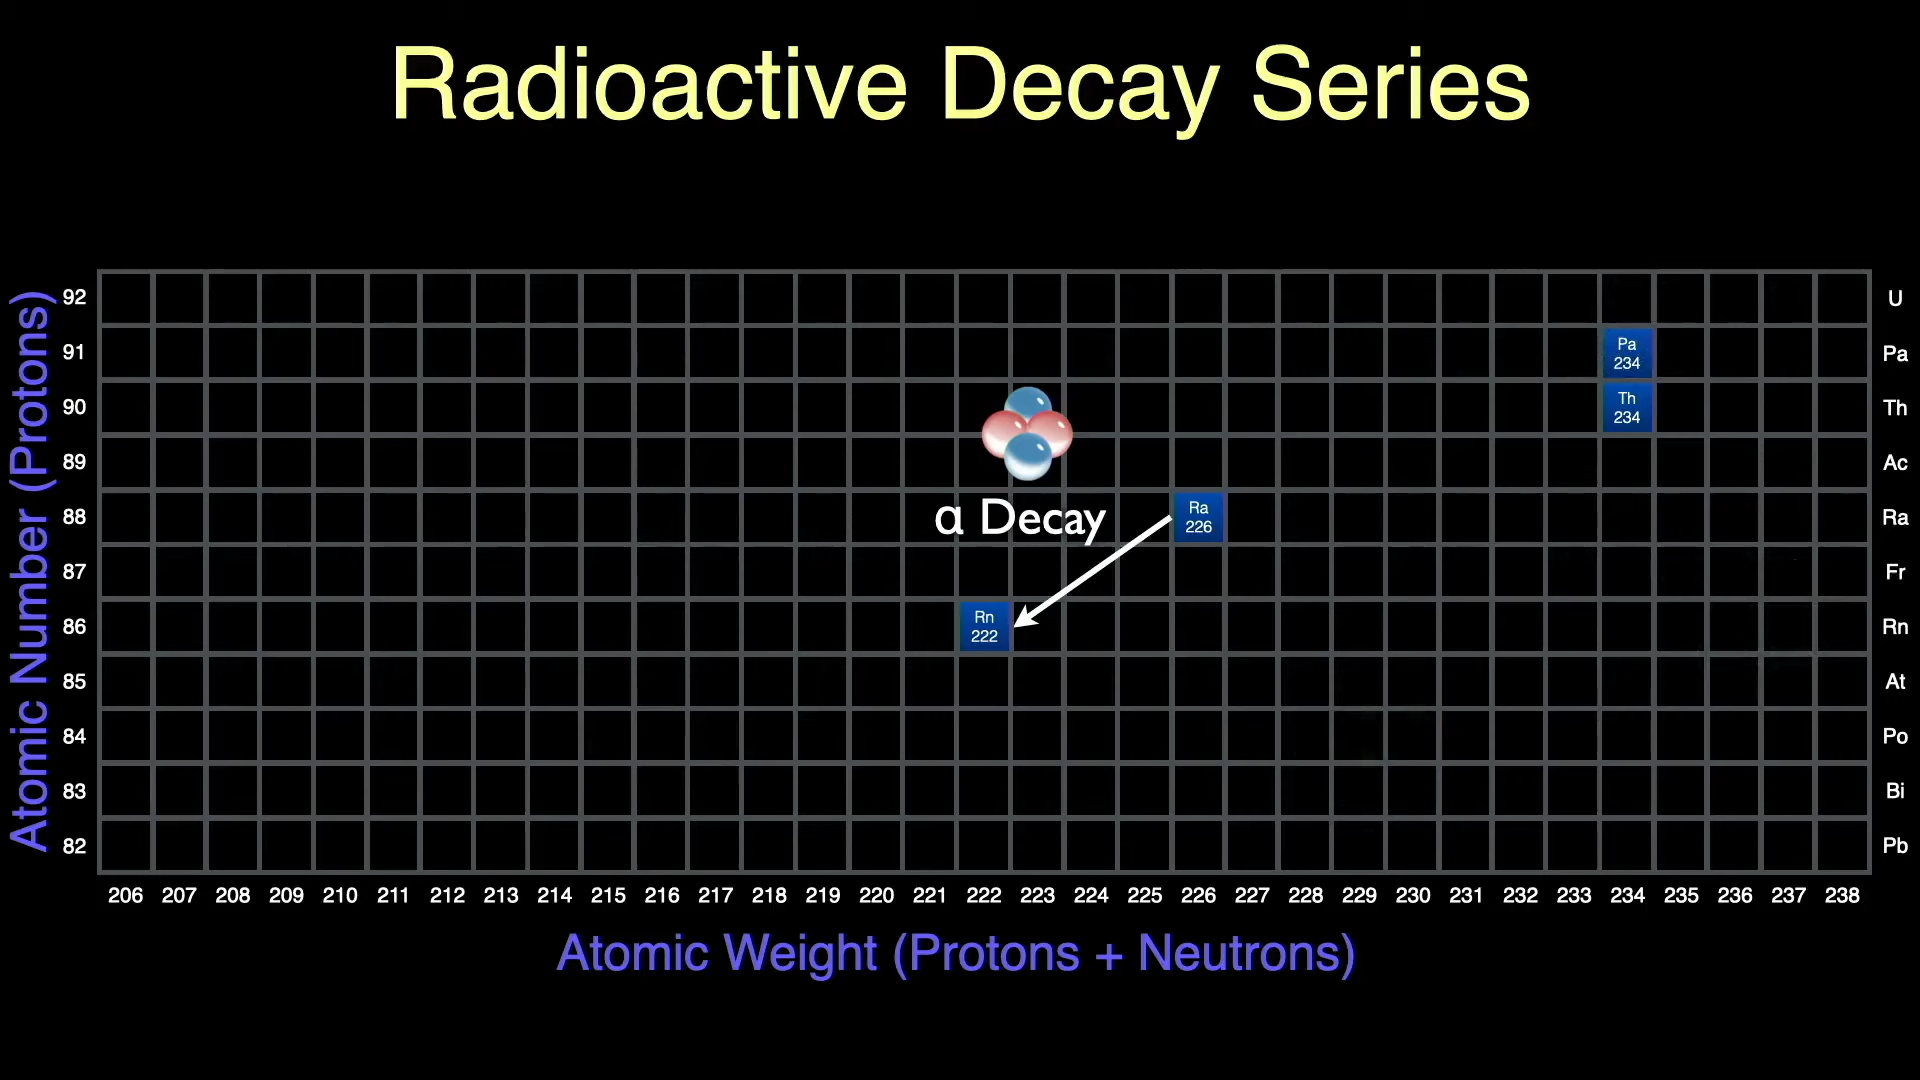 Radioactive Decay Series
Atomic Number (Protons)
92
U
91
Pa
234
Pa
90
Th
234
Th
89
Ac
88
α Decay
Ra
226
Ra
87
Fr
86
Rn
222
Rn
85
At
84
Po
83
Bi
82
Pb
206 207 208 209 210 211 212 213 214 215 216 217 218 219 220 221 222 223 224 225 226 227 228 229 230 231 232 233 234 235 236 237 238
Atomic Weight (Protons + Neutrons)